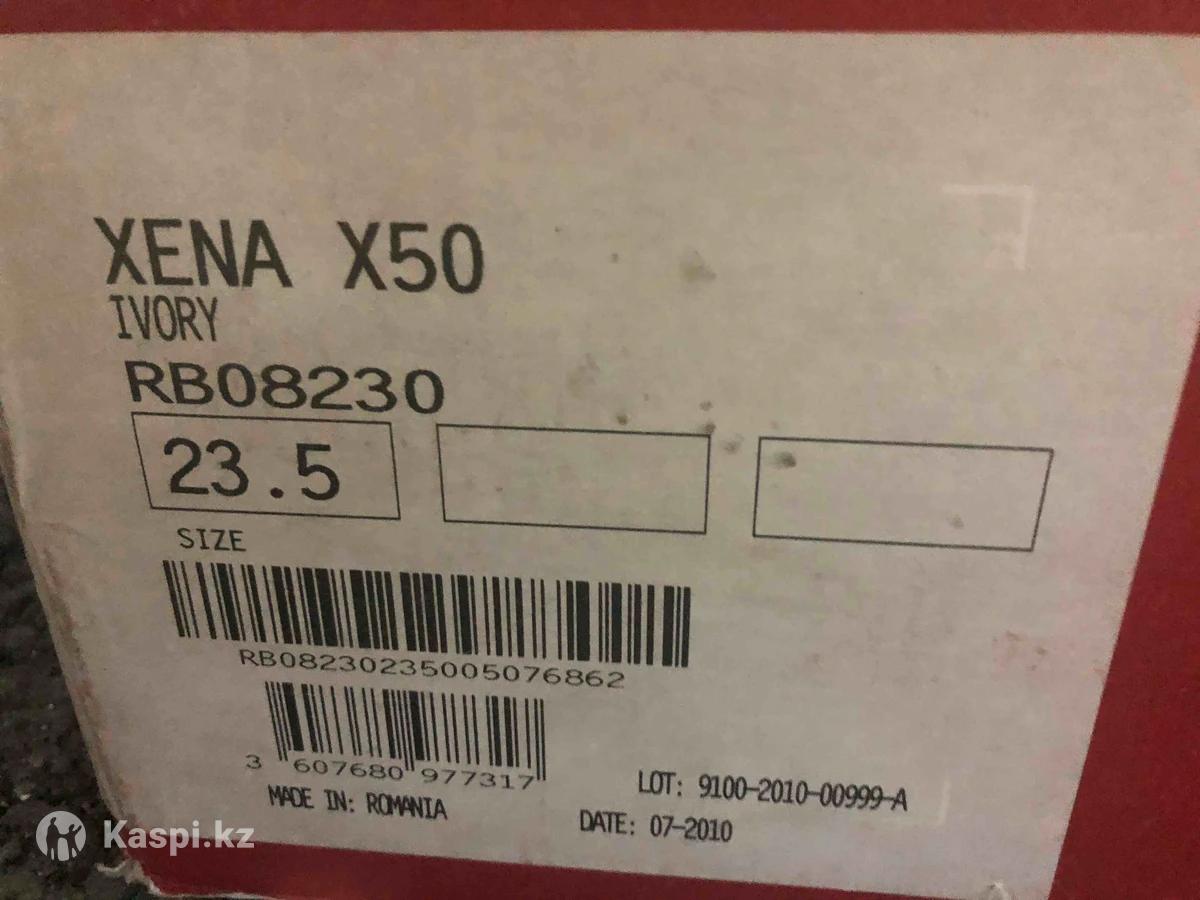 XENA X50
IVORY
RB08230
23.5
SIZE
RB08230235005076862
3 607680 977317
MADE IN: ROMANIA
LOT: 9100-2010-00999-A
DATE: 07-2010
Kaspi.kz